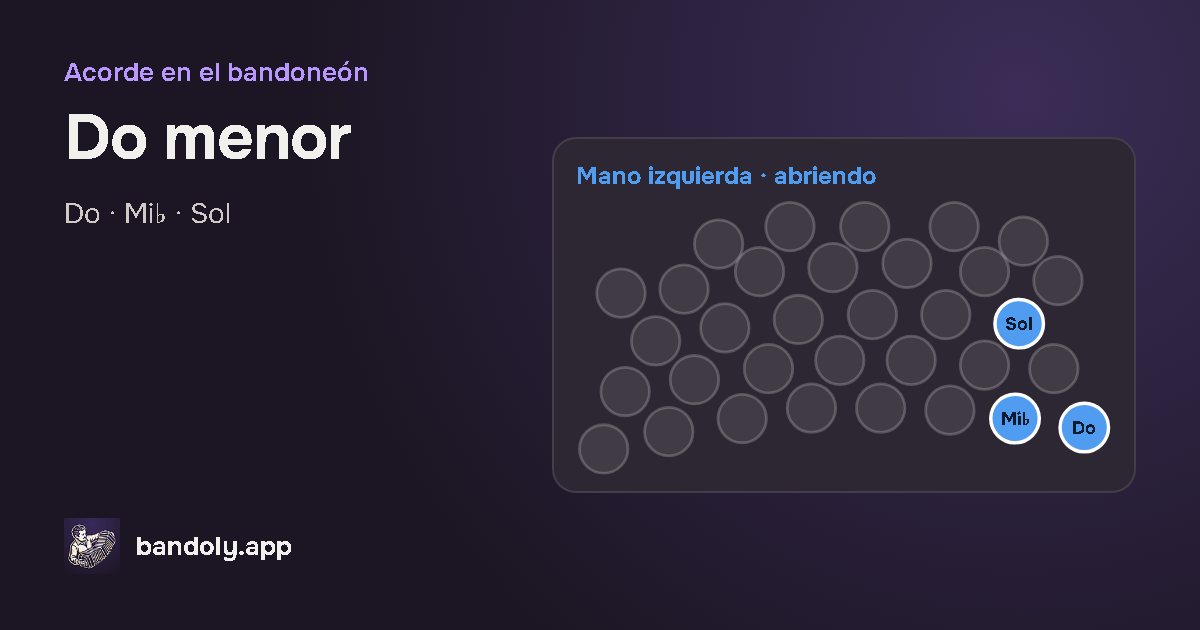 Acorde en el bandoneón
Do menor
Do · Mi♭ · Sol
Mano izquierda · abriendo
Sol
Mi♭
Do
bandoly.app